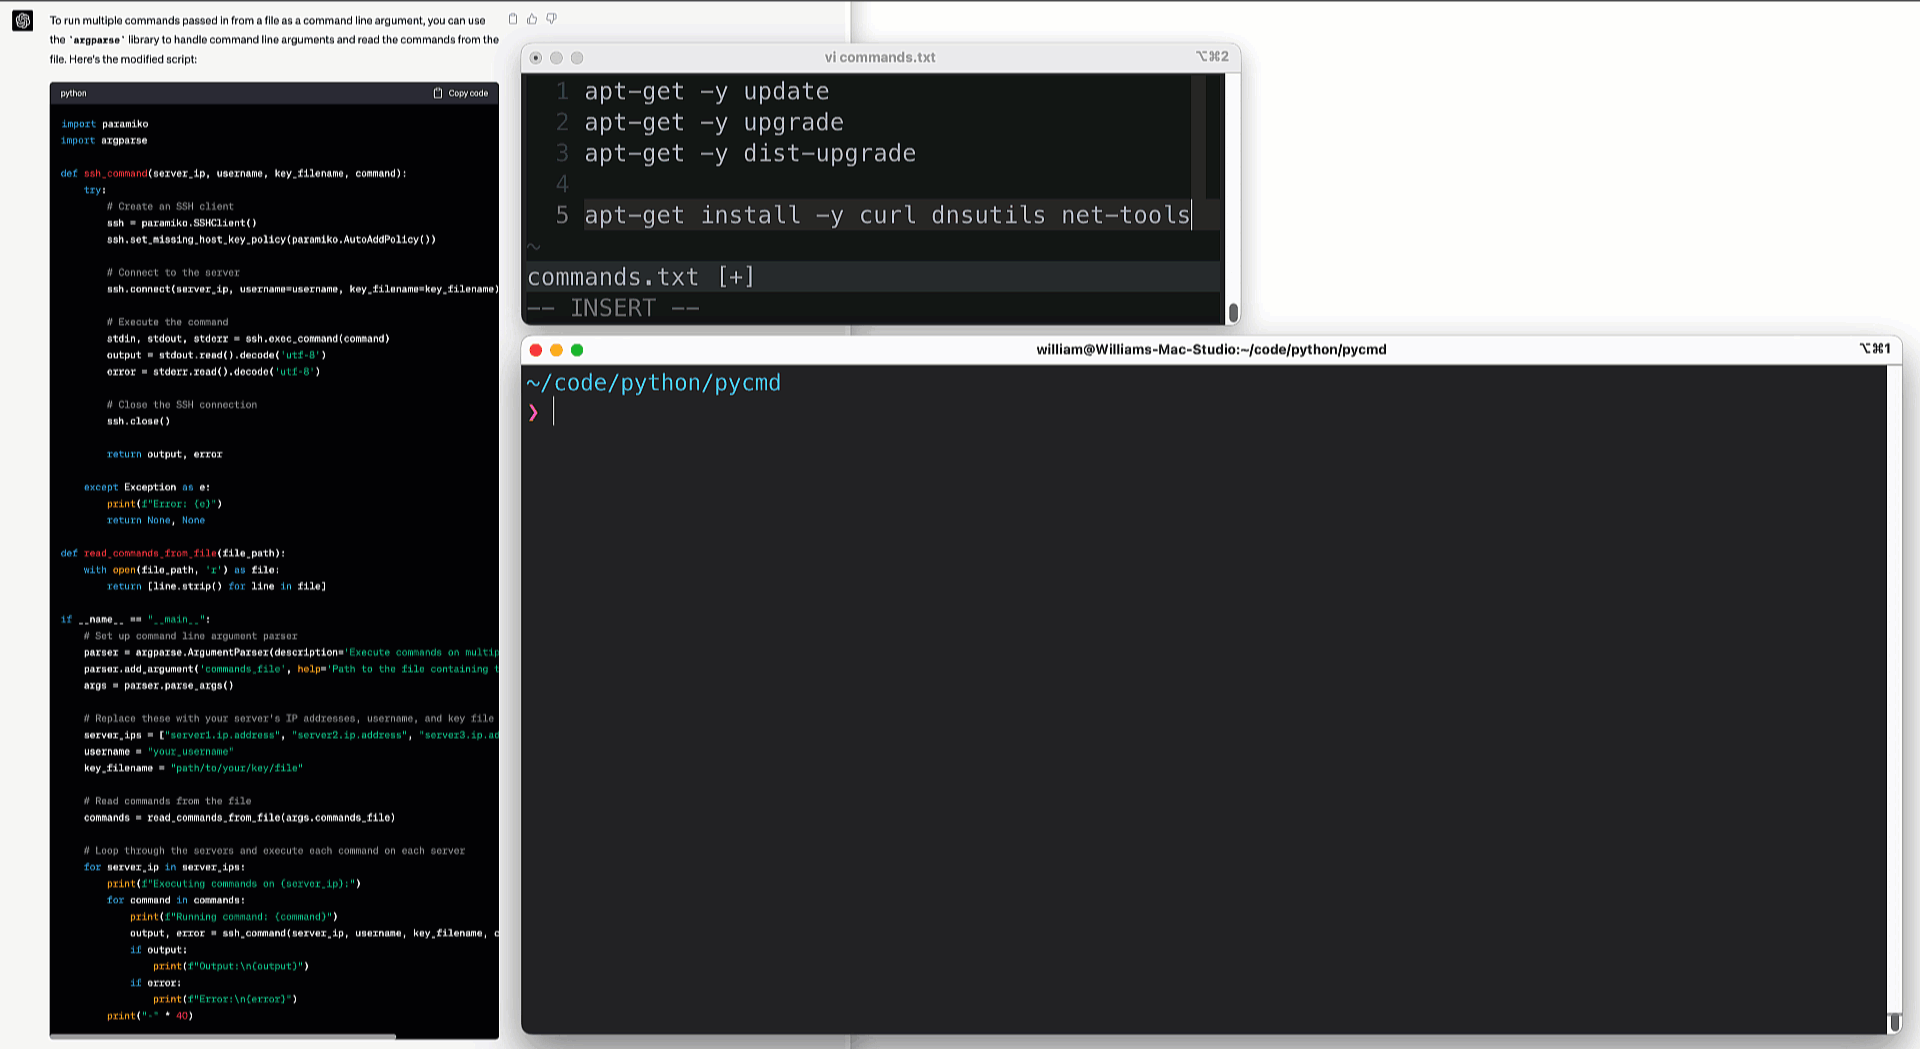 To run multiple commands passed in from a file as a command line argument, you can use
the `argparse` library to handle command line arguments and read the commands from the
file. Here's the modified script:
python
Copy code
import paramiko
import argparse
def ssh_command(server_ip, username, key_filename, command):
try:
# Create an SSH client
ssh = paramiko.SSHClient()
ssh.set_missing_host_key_policy(paramiko.AutoAddPolicy())
# Connect to the server
ssh.connect(server_ip, username=username, key_filename=key_filename)
# Execute the command
stdin, stdout, stderr = ssh.exec_command(command)
output = stdout.read().decode('utf-8')
error = stderr.read().decode('utf-8')
# Close the SSH connection
ssh.close()
return output, error
except Exception as e:
print(f"Error: {e}")
return None, None
def read_commands_from_file(file_path):
with open(file_path, 'r') as file:
return [line.strip() for line in file]
if __name__ == "__main__":
# Set up command line argument parser
parser = argparse.ArgumentParser(description='Execute commands on multip
parser.add_argument('commands_file', help='Path to the file containing t
args = parser.parse_args()
# Replace these with your server's IP addresses, username, and key file
server_ips = ["server1.ip.address", "server2.ip.address", "server3.ip.ad
username = "your_username"
key_filename = "path/to/your/key/file"
# Read commands from the file
commands = read_commands_from_file(args.commands_file)
# Loop through the servers and execute each command on each server
for server_ip in server_ips:
print(f"Executing commands on {server_ip}:")
for command in commands:
print(f"Running command: {command}")
output, error = ssh_command(server_ip, username, key_filename, c
if output:
print(f"Output:\n{output}")
if error:
print(f"Error:\n{error}")
print("-" * 40)
vi commands.txt
⌥⌘2
1 apt-get -y update
2 apt-get -y upgrade
3 apt-get -y dist-upgrade
4
5 apt-get install -y curl dnsutils net-tools
~
commands.txt [+]
-- INSERT --
william@Williams-Mac-Studio:~/code/python/pycmd
⌥⌘1
~/code/python/pycmd
❯